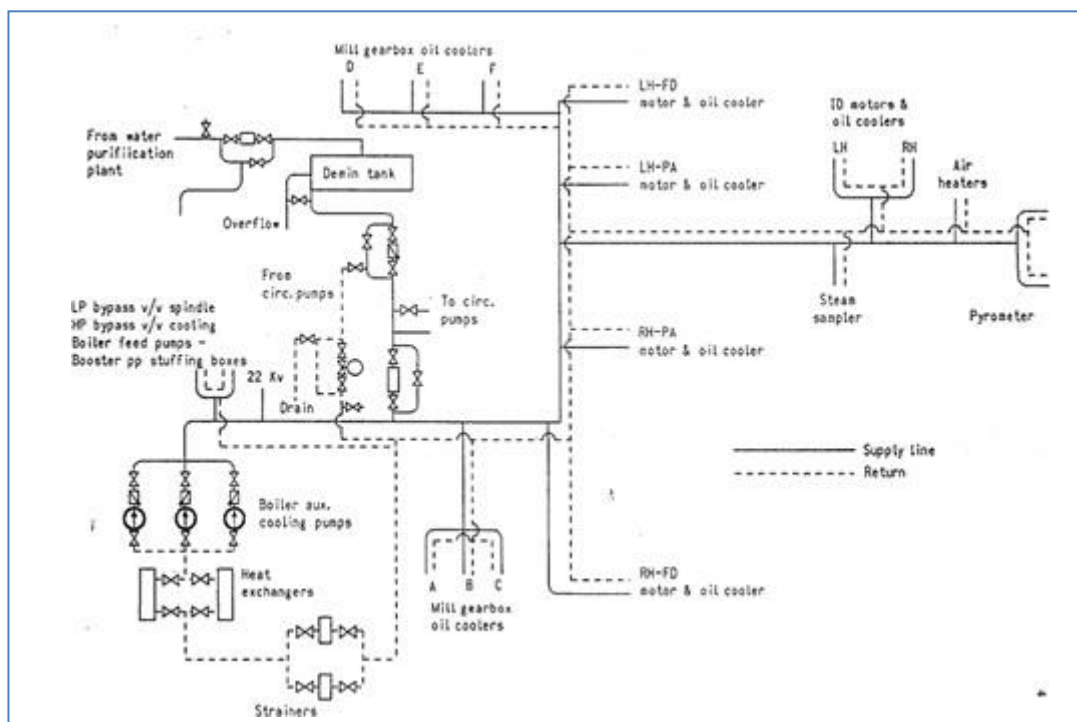 Mill gearbox oil coolers
D E F
LH-FD
motor & oil cooler
ID motors &
oil coolers
LH RH
From water
purifiication
plant
Demin tank
LH-PA
motor & oil cooler
Air
heaters
Overflow
From
circ. pumps
To circ.
pumps
Steam
sampler
Pyrometer
LP bypass v/v spindle
HP bypass v/v cooling
Boiler feed pumps -
Booster pp stuffing boxes
RH-PA
motor & oil cooler
22 Kv
Drain
Supply line
Return
Boiler aux.
cooling pumps
Heat
exchangers
A B C
Mill gearbox
oil coolers
RH-FD
motor & oil cooler
Strainers